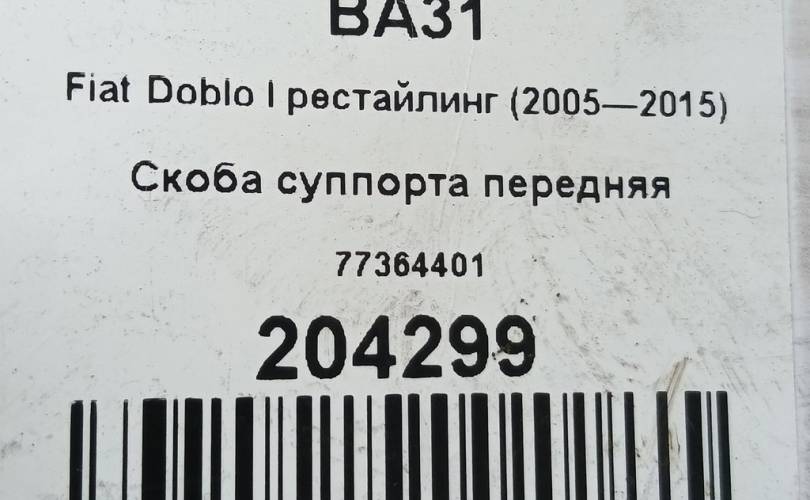 BA31
Fiat Doblo I рестайлинг (2005—2015)
Скоба суппорта передняя
77364401
204299